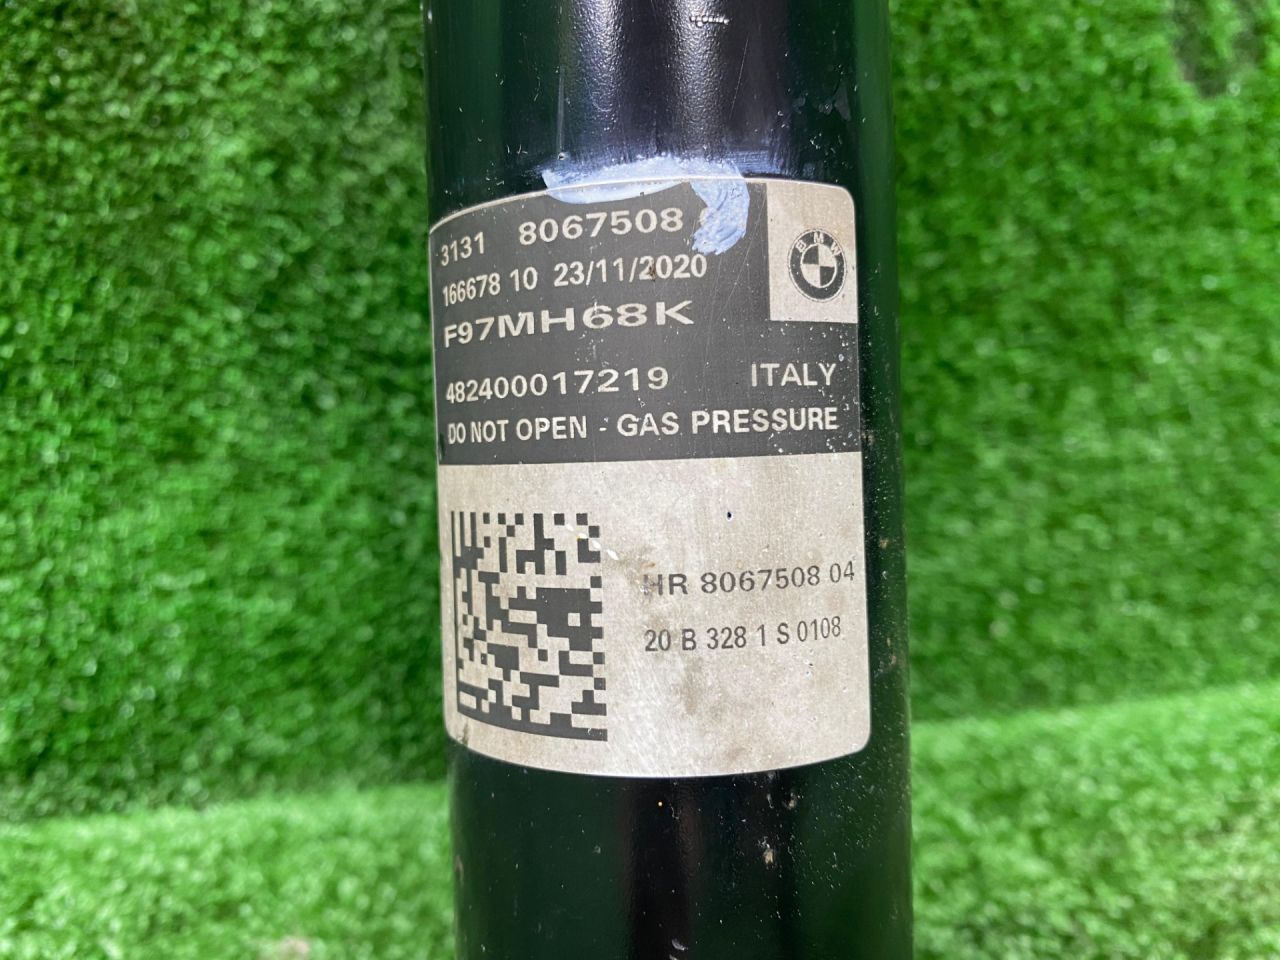 3131 8067508
BMW
166678 10 23/11/2020
F97MH68K
482400017219 ITALY
DO NOT OPEN - GAS PRESSURE
HR 8067508 04
20 B 328 1 S 0108